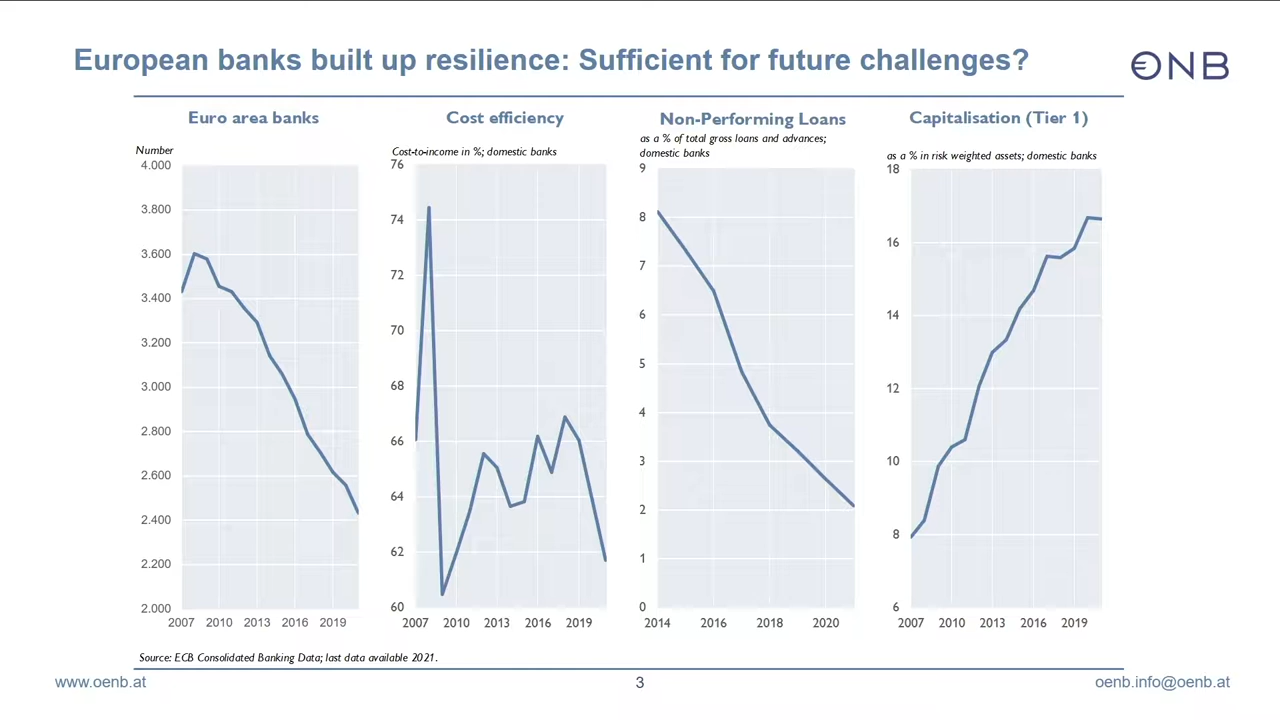 European banks built up resilience: Sufficient for future challenges?
€NB
Euro area banks
Number
4.000
3.800
3.600
3.400
3.200
3.000
2.800
2.600
2.400
2.200
2.000
2007 2010 2013 2016 2019
Cost efficiency
Cost-to-income in %; domestic banks
76
74
72
70
68
66
64
62
60
2007 2010 2013 2016 2019
Non-Performing Loans
as a % of total gross loans and advances;
domestic banks
9
8
7
6
5
4
3
2
1
0
2014 2016 2018 2020
Capitalisation (Tier 1)
as a % in risk weighted assets; domestic banks
18
16
14
12
10
8
6
2007 2010 2013 2016 2019
Source: ECB Consolidated Banking Data; last data available 2021.
www.oenb.at
3
oenb.info@oenb.at